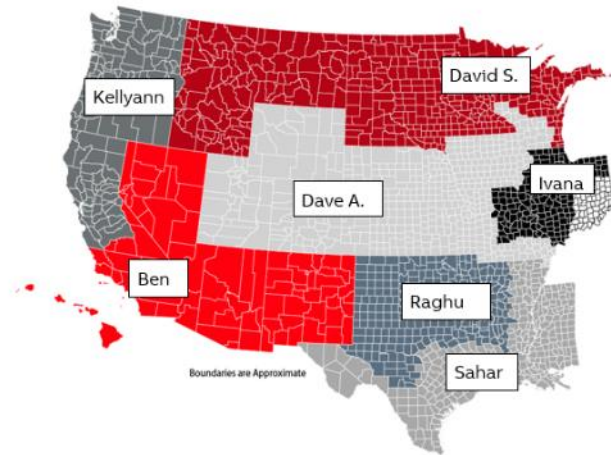 David S.
Kellyann
Ivana
Dave A.
Ben
Raghu
Sahar
Boundaries are Approximate